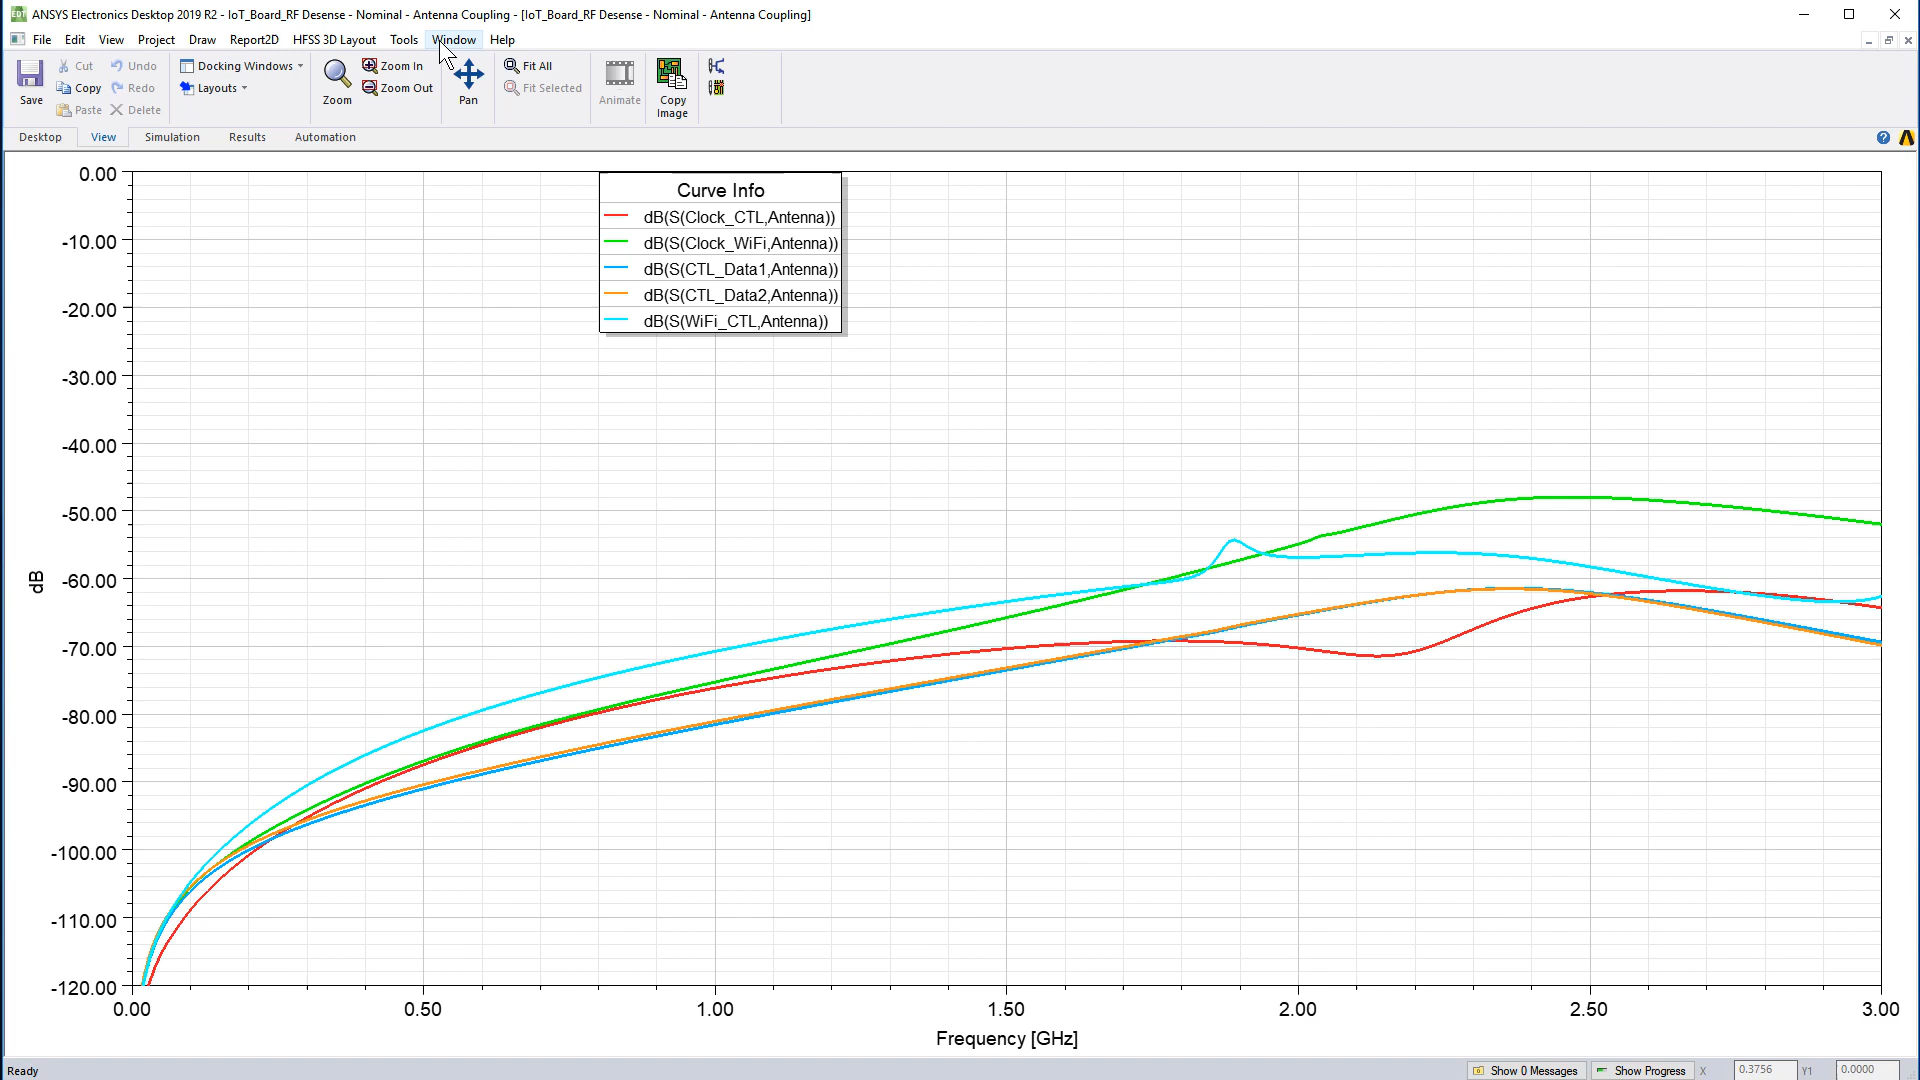 ANSYS Electronics Desktop 2019 R2 - IoT_Board_RF Desense - Nominal - Antenna Coupling - [IoT_Board_RF Desense - Nominal - Antenna Coupling]
File Edit View Project Draw Report2D HFSS 3D Layout Tools Window Help
Save
Cut
Copy
Paste
Undo
Redo
Delete
Docking Windows
Layouts
Zoom
Zoom In
Zoom Out
Pan
Fit All
Fit Selected
Animate
Copy
Image
Desktop View Simulation Results Automation
Curve Info
dB(S(Clock_CTL,Antenna))
dB(S(Clock_WiFi,Antenna))
dB(S(CTL_Data1,Antenna))
dB(S(CTL_Data2,Antenna))
dB(S(WiFi_CTL,Antenna))
0.00
-10.00
-20.00
-30.00
-40.00
-50.00
-60.00
-70.00
-80.00
-90.00
-100.00
-110.00
-120.00
dB
0.00 0.50 1.00 1.50 2.00 2.50 3.00
Frequency [GHz]
Ready
Show 0 Messages Show Progress X 0.3756 Y1 0.0000